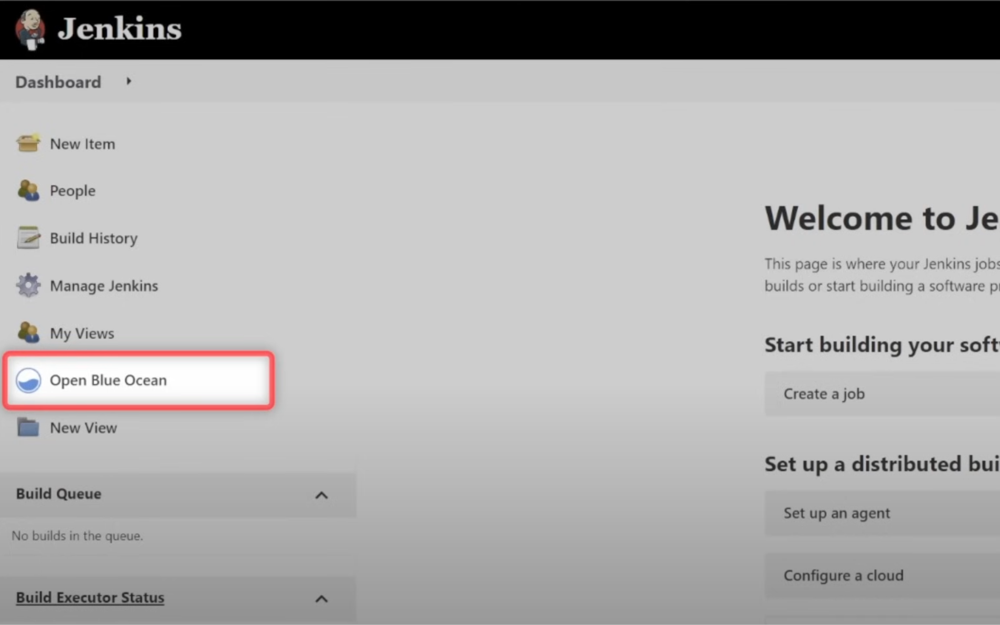 Jenkins
Dashboard
New Item
People
Build History
Manage Jenkins
My Views
Open Blue Ocean
New View
Build Queue
No builds in the queue.
Build Executor Status
Welcome to Je
This page is where your Jenkins jobs
builds or start building a software pr
Start building your soft
Create a job
Set up a distributed bui
Set up an agent
Configure a cloud